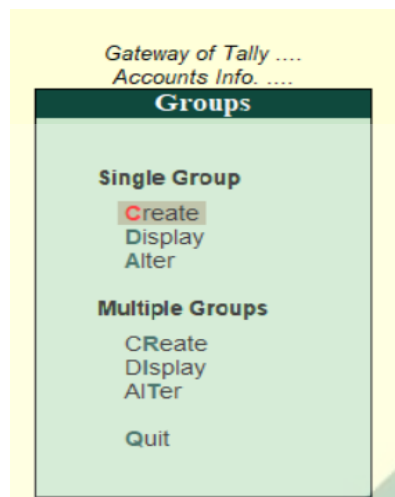 Gateway of Tally ....
Accounts Info. ....
Groups
Single Group
Create
Display
Alter
Multiple Groups
CReate
DIsplay
AlTer
Quit